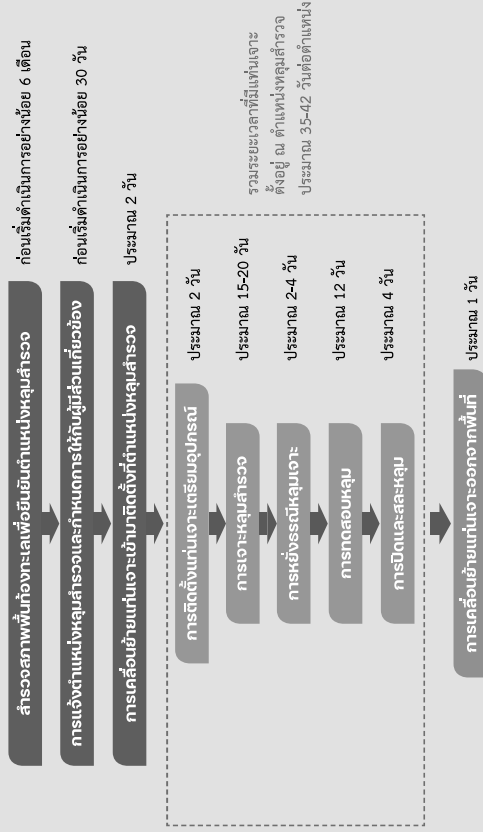 สำรวจสภาพพื้นท้องทะเลเพื่อยืนยันตำแหน่งหลุมสำรวจ
ก่อนเริ่มดำเนินการอย่างน้อย 6 เดือน
การแจ้งตำแหน่งหลุมสำรวจและกำหนดการให้กับผู้มีส่วนเกี่ยวข้อง
ก่อนเริ่มดำเนินการอย่างน้อย 30 วัน
การเคลื่อนย้ายแท่นเจาะเข้ามาติดตั้งที่ตำแหน่งหลุมสำรวจ
ประมาณ 2 วัน
การติดตั้งแท่นเจาะเตรียมอุปกรณ์
ประมาณ 2 วัน
การเจาะหลุมสำรวจ
ประมาณ 15-20 วัน
การหยั่งธรณีหลุมเจาะ
ประมาณ 2-4 วัน
การทดสอบหลุม
ประมาณ 12 วัน
การปิดและสละหลุม
ประมาณ 4 วัน
รวมระยะเวลาที่มีแท่นเจาะ
ตั้งอยู่ ณ ตำแหน่งหลุมสำรวจ
ประมาณ 35-42 วันต่อตำแหน่ง
การเคลื่อนย้ายแท่นเจาะออกจากพื้นที่
ประมาณ 1 วัน